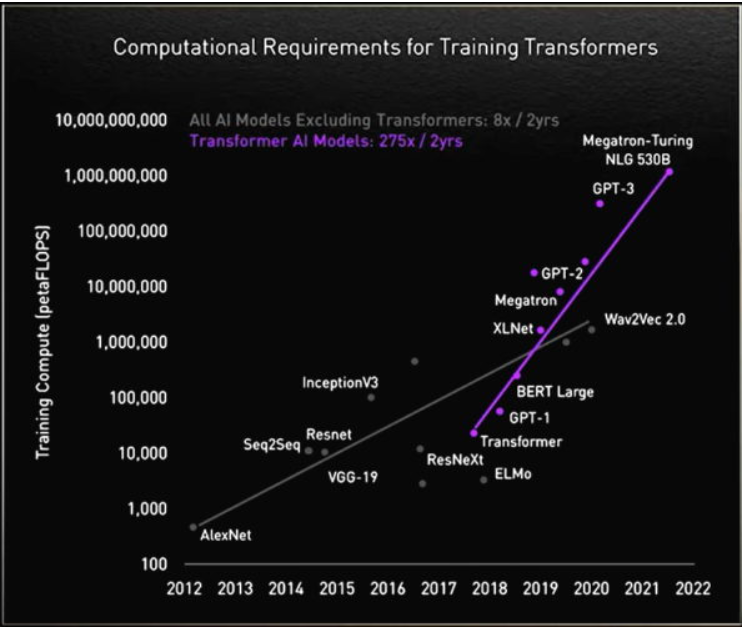 Computational Requirements for Training Transformers
All AI Models Excluding Transformers: 8x / 2yrs
Transformer AI Models: 275x / 2yrs
Training Compute (petaFLOPS)
10,000,000,000
1,000,000,000
100,000,000
10,000,000
1,000,000
100,000
10,000
1,000
100
Megatron-Turing
NLG 530B
GPT-3
GPT-2
Megatron
XLNet
Wav2Vec 2.0
InceptionV3
BERT Large
GPT-1
Resnet
Seq2Seq
Transformer
ResNeXt
VGG-19
ELMo
AlexNet
2012 2013 2014 2015 2016 2017 2018 2019 2020 2021 2022